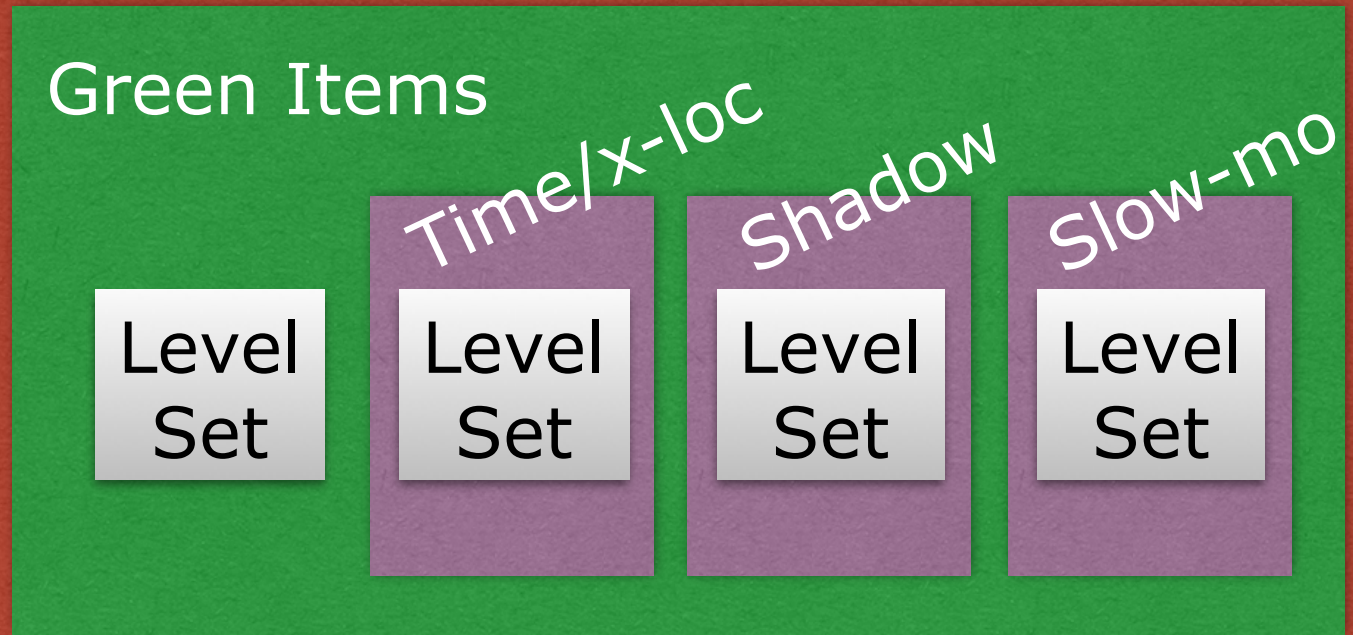 Green Items
Time/x-loc
Shadow
Slow-mo
Level
Set
Level
Set
Level
Set
Level
Set